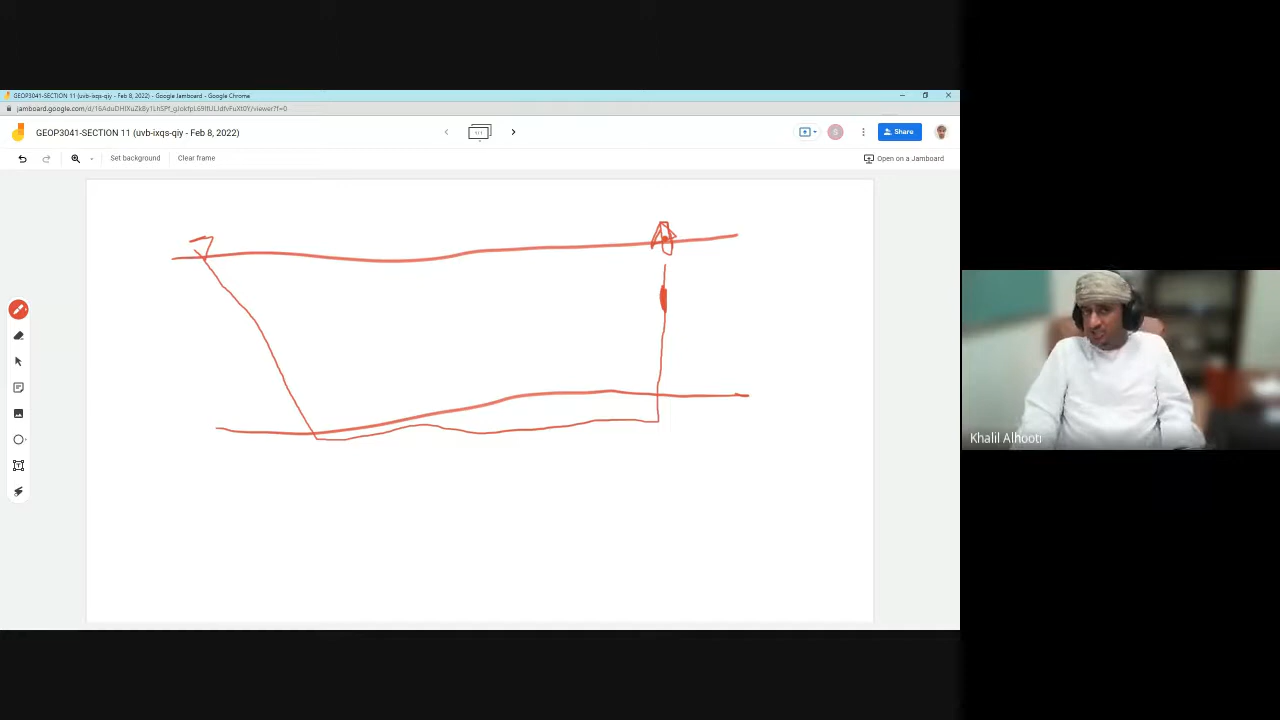 GEOP3041-SECTION 11 (uvb-ixqs-qiy - Feb 8, 2022) - Google Jamboard - Google Chrome
GEOP3041-SECTION 11 (uvb-ixqs-qiy - Feb 8, 2022)
Share
Set background
Clear frame
Open on a Jamboard
Khalil Alhooti